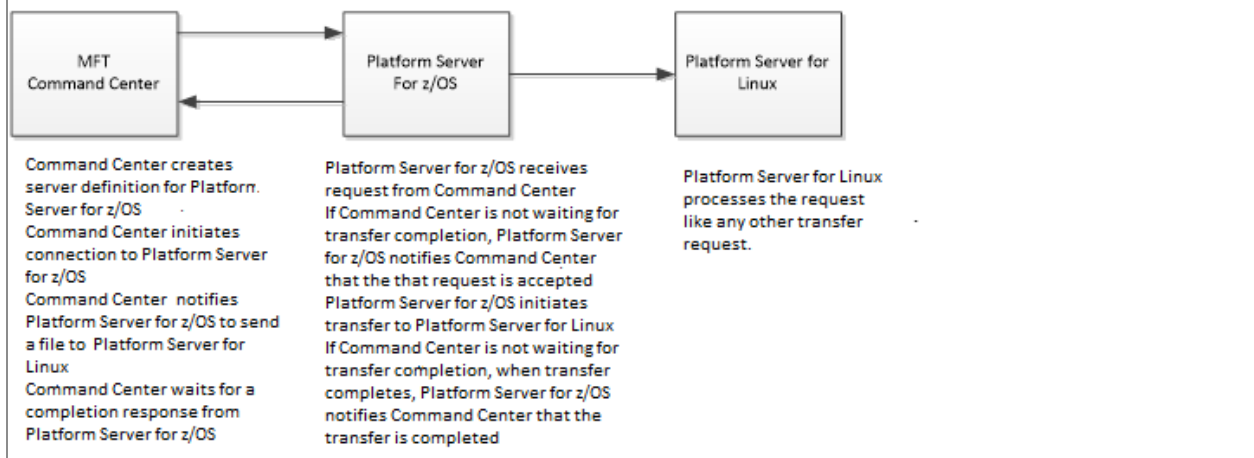 MFT
Command Center
Platform Server
For z/OS
Platform Server for
Linux
Command Center creates
server definition for Platform.
Server for z/OS
Command Center initiates
connection to Platform Server
for z/OS
Command Center notifies
Platform Server for z/OS to send
a file to Platform Server for
Linux
Command Center waits for a
completion response from
Platform Server for z/OS
Platform Server for z/OS receives
request from Command Center
If Command Center is not waiting for
transfer completion, Platform Server
for z/OS notifies Command Center
that the that request is accepted
Platform Server for z/OS initiates
transfer to Platform Server for Linux
If Command Center is not waiting for
transfer completion, when transfer
completes, Platform Server for z/OS
notifies Command Center that the
transfer is completed
Platform Server for Linux
processes the request
like any other transfer
request.